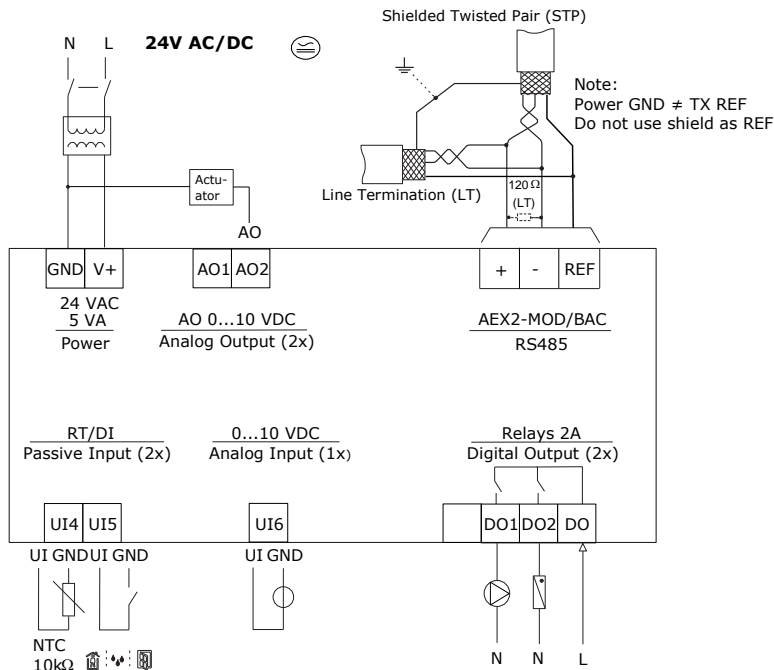 Shielded Twisted Pair (STP)
N L 24V AC/DC
Note:
Power GND ≠ TX REF
Do not use shield as REF
Actu-
ator
Line Termination (LT)
120 Ω
(LT)
AO
GND V+
AO1 AO2
+ - REF
24 VAC
5 VA
Power
AO 0...10 VDC
Analog Output (2x)
AEX2-MOD/BAC
RS485
RT/DI
Passive Input (2x)
0...10 VDC
Analog Input (1x)
Relays 2A
Digital Output (2x)
UI4 UI5
UI6
DO1 DO2 DO
UI GND UI GND
UI GND
NTC
10kΩ
N N L